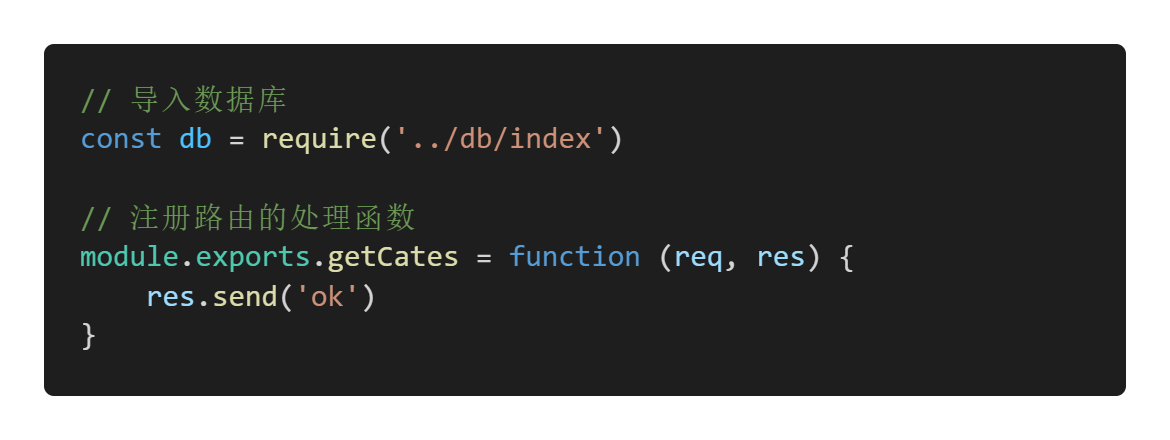 // 导入数据库
const db = require('../db/index')
// 注册路由的处理函数
module.exports.getCates = function (req, res) {
    res.send('ok')
}